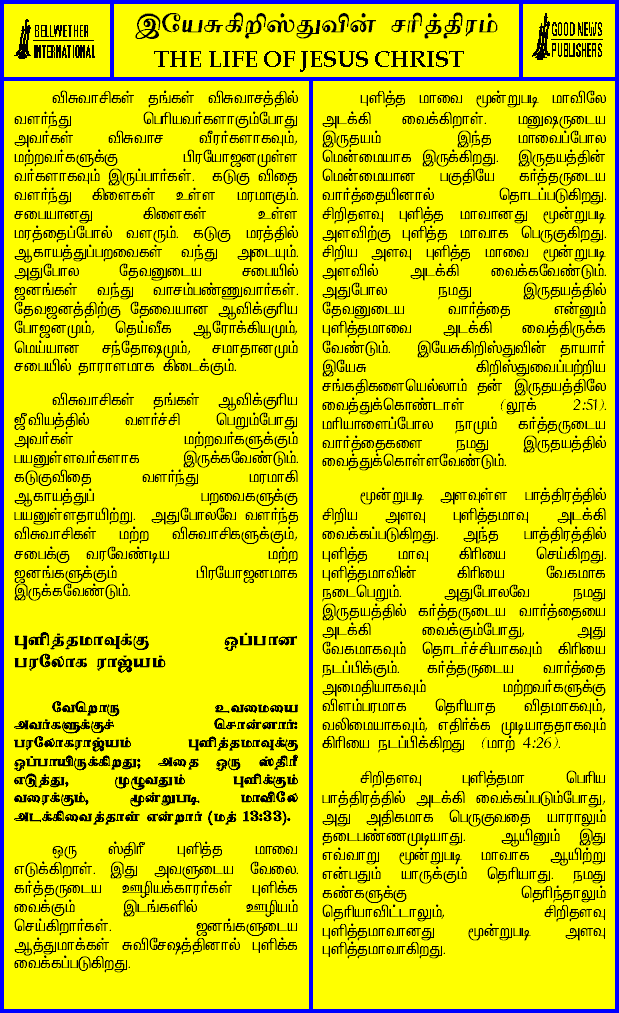 BELLWETHER
INTERNATIONAL
இயேசுகிறிஸ்துவின் சரித்திரம்
THE LIFE OF JESUS CHRIST
GOOD NEWS
PUBLISHERS
விசுவாசிகள் தங்கள் விசுவாசத்தில்
வளர்ந்து பெரியவர்களாகும்போது
அவர்கள் விசுவாச வீரர்களாகவும்,
மற்றவர்களுக்கு பிரயோஜனமுள்ள
வர்களாகவும் இருப்பார்கள். கடுகு விதை
வளர்ந்து கிளைகள் உள்ள மரமாகும்.
சபையானது கிளைகள் உள்ள
மரத்தைப்போல் வளரும். கடுகு மரத்தில்
ஆகாயத்துப்பறவைகள் வந்து அடையும்.
அதுபோல தேவனுடைய சபையில்
ஜனங்கள் வந்து வாசம்பண்ணுவார்கள்.
தேவஜனத்திற்கு தேவையான ஆவிக்குரிய
போஜனமும், தெய்வீக ஆரோக்கியமும்,
மெய்யான சந்தோஷமும், சமாதானமும்
சபையில் தாராளமாக கிடைக்கும்.
விசுவாசிகள் தங்கள் ஆவிக்குரிய
ஜீவியத்தில் வளர்ச்சி பெறும்போது
அவர்கள் மற்றவர்களுக்கும்
பயனுள்ளவர்களாக இருக்கவேண்டும்.
கடுகுவிதை வளர்ந்து மரமாகி
ஆகாயத்துப் பறவைகளுக்கு
பயனுள்ளதாயிற்று. அதுபோலவே வளர்ந்த
விசுவாசிகள் மற்ற விசுவாசிகளுக்கும்,
சபைக்கு வரவேண்டிய மற்ற
ஜனங்களுக்கும் பிரயோஜனமாக
இருக்கவேண்டும்.
புளித்தமாவுக்கு ஒப்பான
பரலோக ராஜ்யம்
வேறொரு உவமையை
அவர்களுக்குச் சொன்னார்:
பரலோகராஜ்யம் புளித்தமாவுக்கு
ஒப்பாயிருக்கிறது; அதை ஒரு ஸ்திரீ
எடுத்து, முழுவதும் புளிக்கும்
வரைக்கும், மூன்றுபடி. மாவிலே
அடக்கிவைத்தாள் என்றார் (மத் 13:33).
ஒரு ஸ்திரீ புளித்த மாவை
எடுக்கிறாள். இது அவளுடைய வேலை.
கர்த்தருடைய ஊழியக்காரர்கள் புளிக்க
வைக்கும் இடங்களில் ஊழியம்
செய்கிறார்கள். ஜனங்களுடைய
ஆத்துமாக்கள் சுவிசேஷத்தினால் புளிக்க
வைக்கப்படுகிறது.
புளித்த மாவை மூன்றுபடி மாவிலே
அடக்கி வைக்கிறாள். மனுஷருடைய
இருதயம் இந்த மாவைப்போல
மென்மையாக இருக்கிறது. இருதயத்தின்
மென்மையான பகுதியே கர்த்தருடைய
வார்த்தையினால் தொடப்படுகிறது.
சிறிதளவு புளித்த மாவானது மூன்றுபடி
அளவிற்கு புளித்த மாவாக பெருகுகிறது.
சிறிய அளவு புளித்த மாவை மூன்றுபடி
அளவில் அடக்கி வைக்கவேண்டும்.
அதுபோல நமது இருதயத்தில்
தேவனுடைய வார்த்தை என்னும்
புளித்தமாவை அடக்கி வைத்திருக்க
வேண்டும். இயேசுகிறிஸ்துவின் தாயார்
இயேசு கிறிஸ்துவைப்பற்றிய
சங்கதிகளையெல்லாம் தன் இருதயத்திலே
வைத்துக்கொண்டாள் (லூக் 2:51).
மரியாளைப்போல நாமும் கர்த்தருடைய
வார்த்தைகளை நமது இருதயத்தில்
வைத்துக்கொள்ளவேண்டும்.
மூன்றுபடி அளவுள்ள பாத்திரத்தில்
சிறிய அளவு புளித்தமாவு அடக்கி
வைக்கப்படுகிறது. அந்த பாத்திரத்தில்
புளித்த மாவு கிரியை செய்கிறது.
புளித்தமாவின் கிரியை வேகமாக
நடைபெறும். அதுபோலவே நமது
இருதயத்தில் கர்த்தருடைய வார்த்தையை
அடக்கி வைக்கும்போது, அது
வேகமாகவும் தொடர்ச்சியாகவும் கிரியை
நடப்பிக்கும். கர்த்தருடைய வார்த்தை
அமைதியாகவும் மற்றவர்களுக்கு
விளம்பரமாக தெரியாத விதமாகவும்,
வலிமையாகவும், எதிர்க்க முடியாததாகவும்
கிரியை நடப்பிக்கிறது (மாற் 4:26).
சிறிதளவு புளித்தமா பெரிய
பாத்திரத்தில் அடக்கி வைக்கப்படும்போது,
அது அதிகமாக பெருகுவதை யாராலும்
தடைபண்ணமுடியாது. ஆயினும் இது
எவ்வாறு மூன்றுபடி மாவாக ஆயிற்று
என்பதும் யாருக்கும் தெரியாது. நமது
கண்களுக்கு தெரிந்தாலும்
தெரியாவிட்டாலும், சிறிதளவு
புளித்தமாவானது மூன்றுபடி அளவு
புளித்தமாவாகிறது.